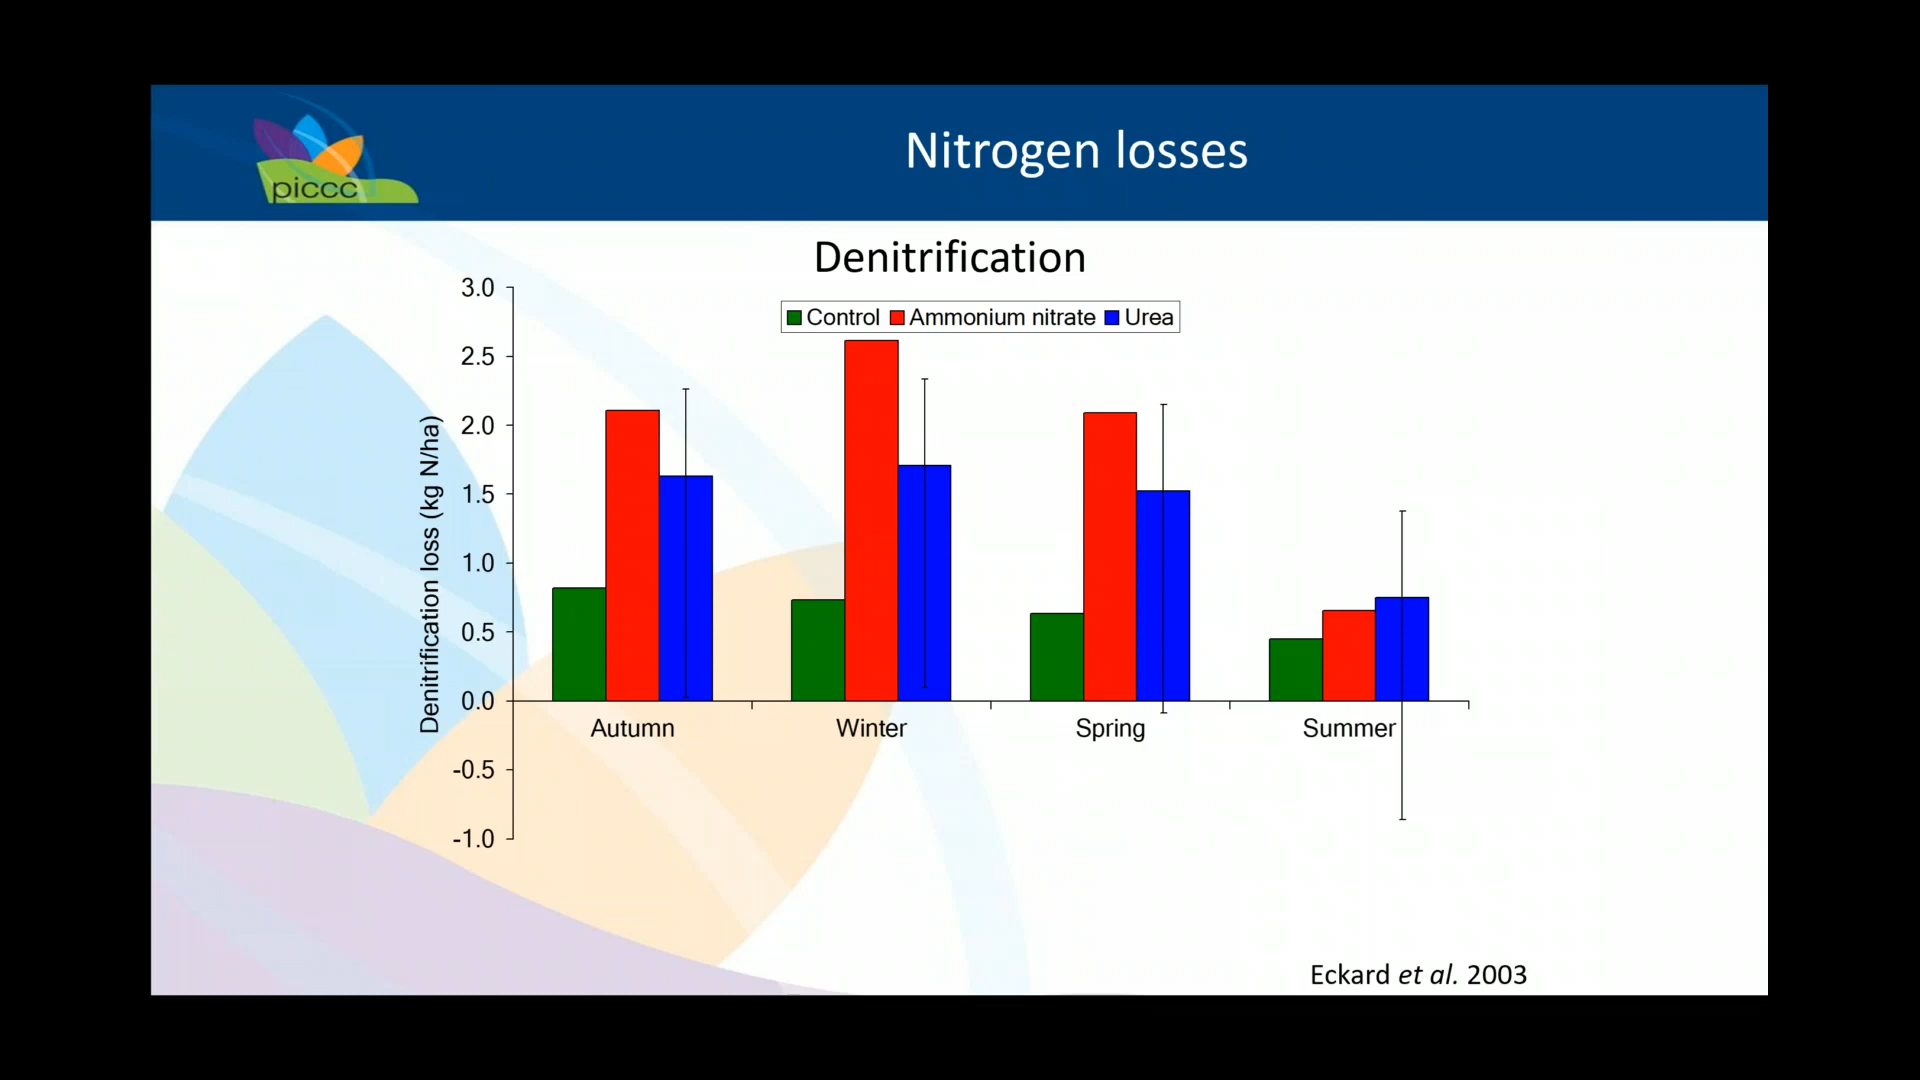 piccc
Nitrogen losses
Denitrification
Control Ammonium nitrate Urea
Denitrification loss (kg N/ha)
3.0
2.5
2.0
1.5
1.0
0.5
0.0
-0.5
-1.0
Autumn Winter Spring Summer
Eckard et al. 2003